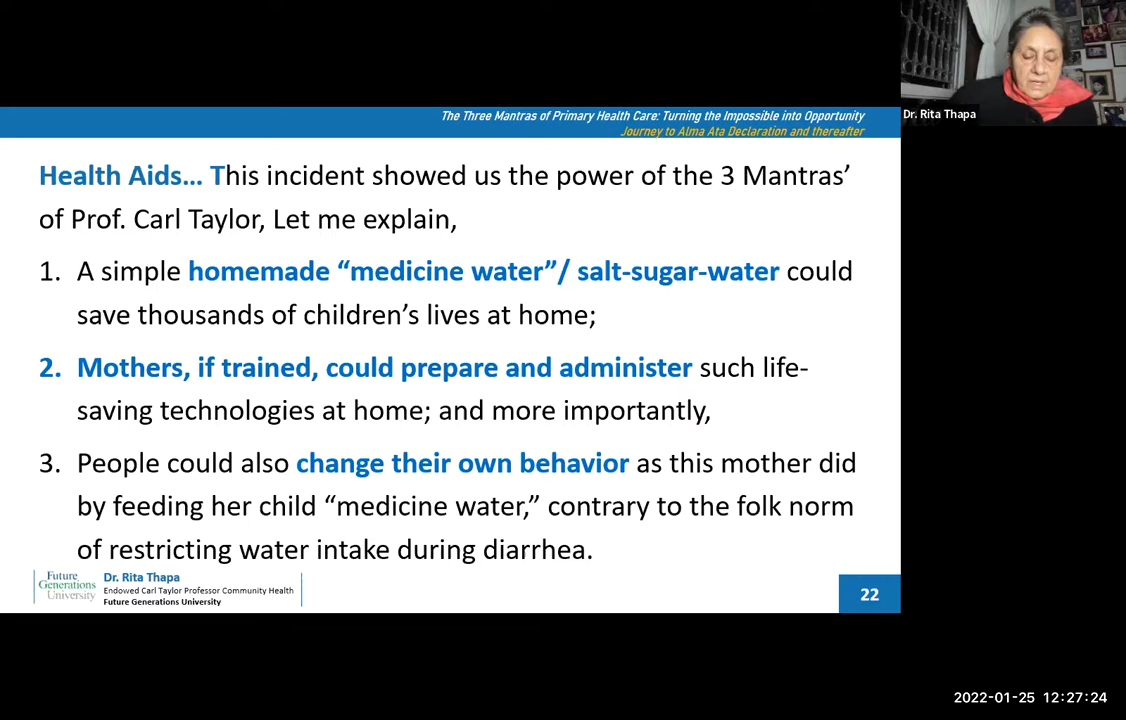 Dr. Rita Thapa
The Three Mantras of Primary Health Care: Turning the Impossible into Opportunity
Journey to Alma Ata Declaration and thereafter
Health Aids... This incident showed us the power of the 3 Mantras’
of Prof. Carl Taylor, Let me explain,
1. A simple homemade “medicine water”/ salt-sugar-water could
save thousands of children’s lives at home;
2. Mothers, if trained, could prepare and administer such life-
saving technologies at home; and more importantly,
3. People could also change their own behavior as this mother did
by feeding her child “medicine water,” contrary to the folk norm
of restricting water intake during diarrhea.
Future
Generations
University
Dr. Rita Thapa
Endowed Carl Taylor Professor Community Health
Future Generations University
22
2022-01-25 12:27:24